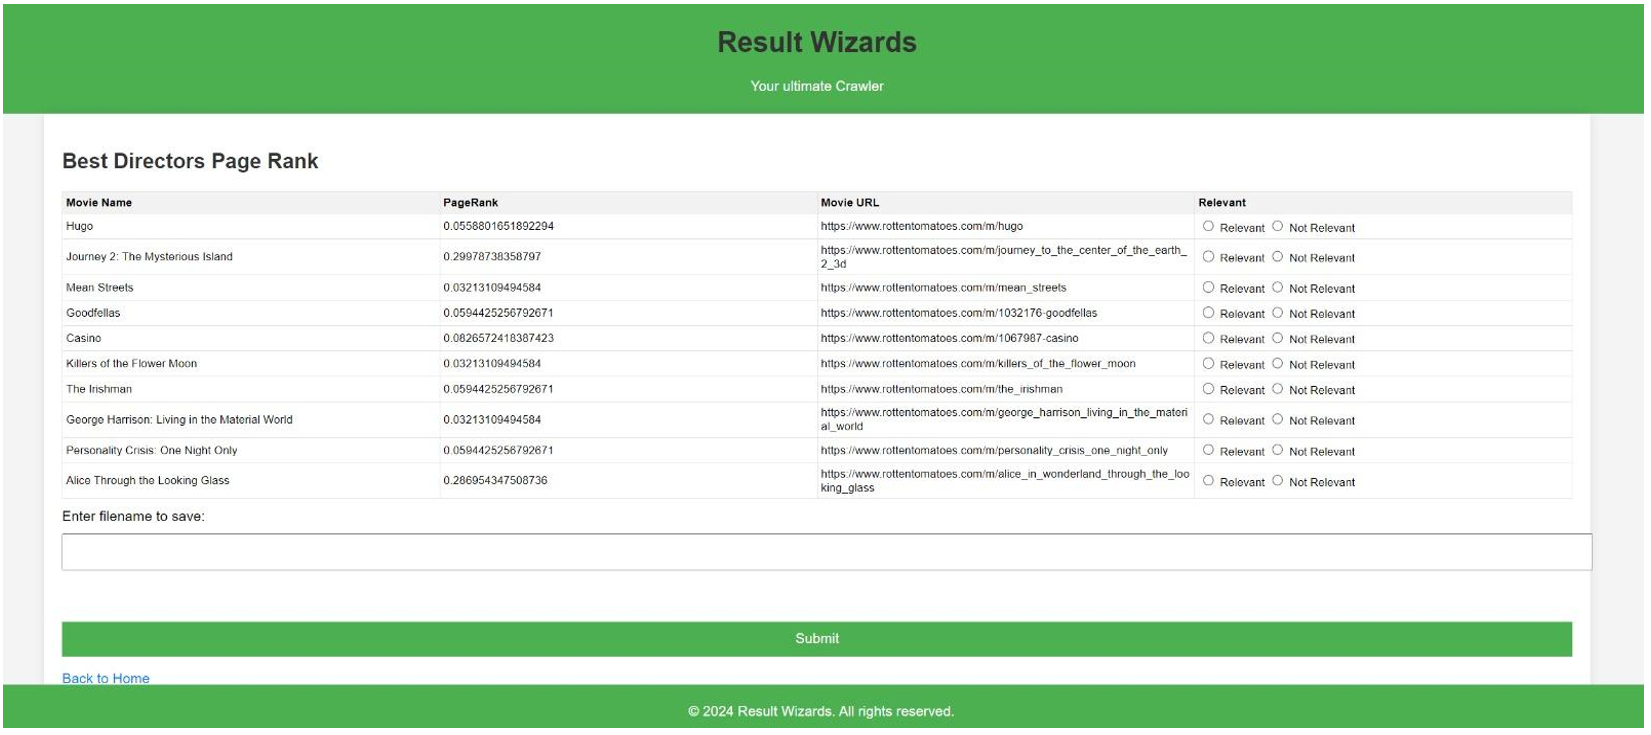 Result Wizards
Your ultimate Crawler
Best Directors Page Rank
Movie Name PageRank Movie URL Relevant
Hugo 0.0558801651892294 https://www.rottentomatoes.com/m/hugo Relevant Not Relevant
Journey 2: The Mysterious Island 0.29978738358797 https://www.rottentomatoes.com/m/journey_to_the_center_of_the_earth_
2_3d Relevant Not Relevant
Mean Streets 0.03213109494584 https://www.rottentomatoes.com/m/mean_streets Relevant Not Relevant
Goodfellas 0.0594425256792671 https://www.rottentomatoes.com/m/1032176-goodfellas Relevant Not Relevant
Casino 0.0826572418387423 https://www.rottentomatoes.com/m/1067987-casino Relevant Not Relevant
Killers of the Flower Moon 0.03213109494584 https://www.rottentomatoes.com/m/killers_of_the_flower_moon Relevant Not Relevant
The Irishman 0.0594425256792671 https://www.rottentomatoes.com/m/the_irishman Relevant Not Relevant
George Harrison: Living in the Material World 0.03213109494584 https://www.rottentomatoes.com/m/george_harrison_living_in_the_materi
al_world Relevant Not Relevant
Personality Crisis: One Night Only 0.0594425256792671 https://www.rottentomatoes.com/m/personality_crisis_one_night_only Relevant Not Relevant
Alice Through the Looking Glass 0.286954347508736 https://www.rottentomatoes.com/m/alice_in_wonderland_through_the_loo
king_glass Relevant Not Relevant
Enter filename to save:
Submit
Back to Home
© 2024 Result Wizards. All rights reserved.